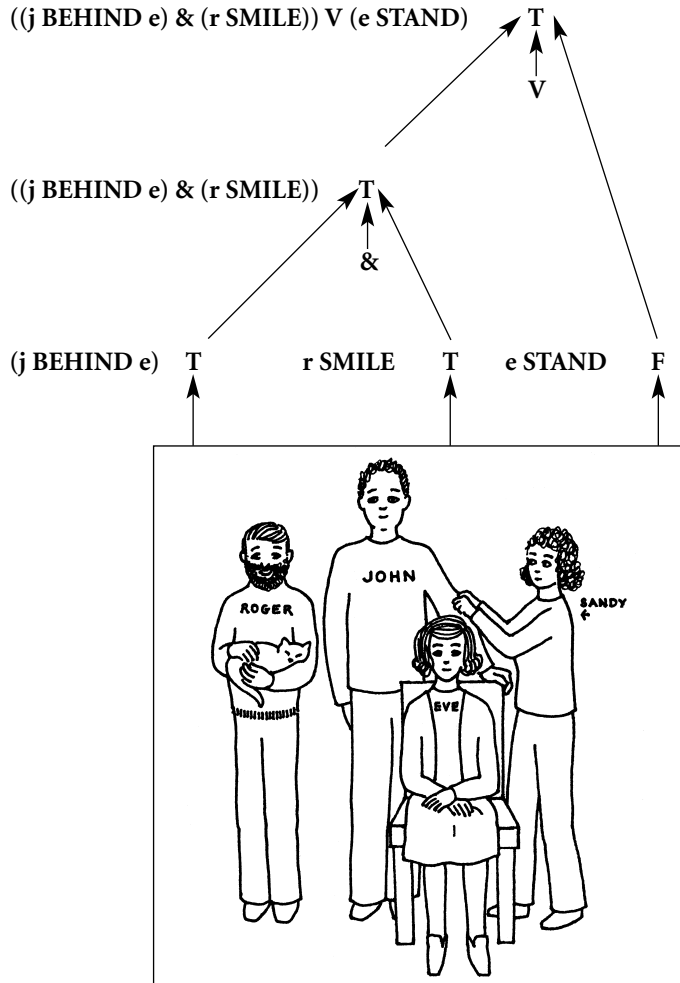 ((j BEHIND e) & (r SMILE)) V (e STAND) T
V
((j BEHIND e) & (r SMILE)) T
&
(j BEHIND e) T r SMILE T e STAND F
JOHN
ROGER
SANDY
←
EVE